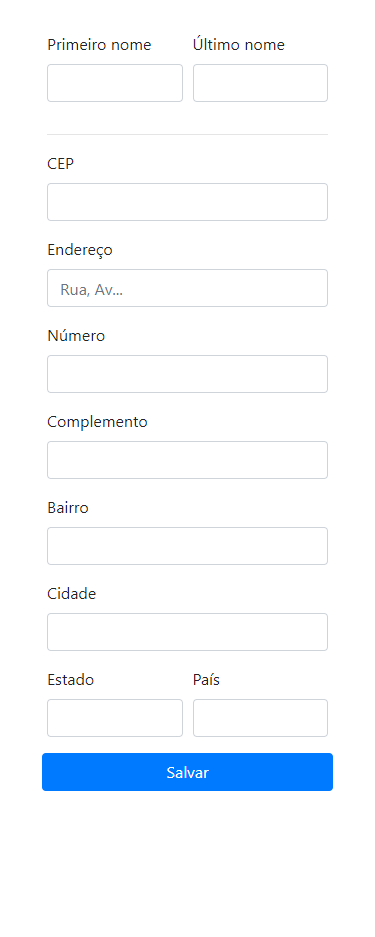 Primeiro nome Último nome
CEP
Endereço
Rua, Av...
Número
Complemento
Bairro
Cidade
Estado País
Salvar